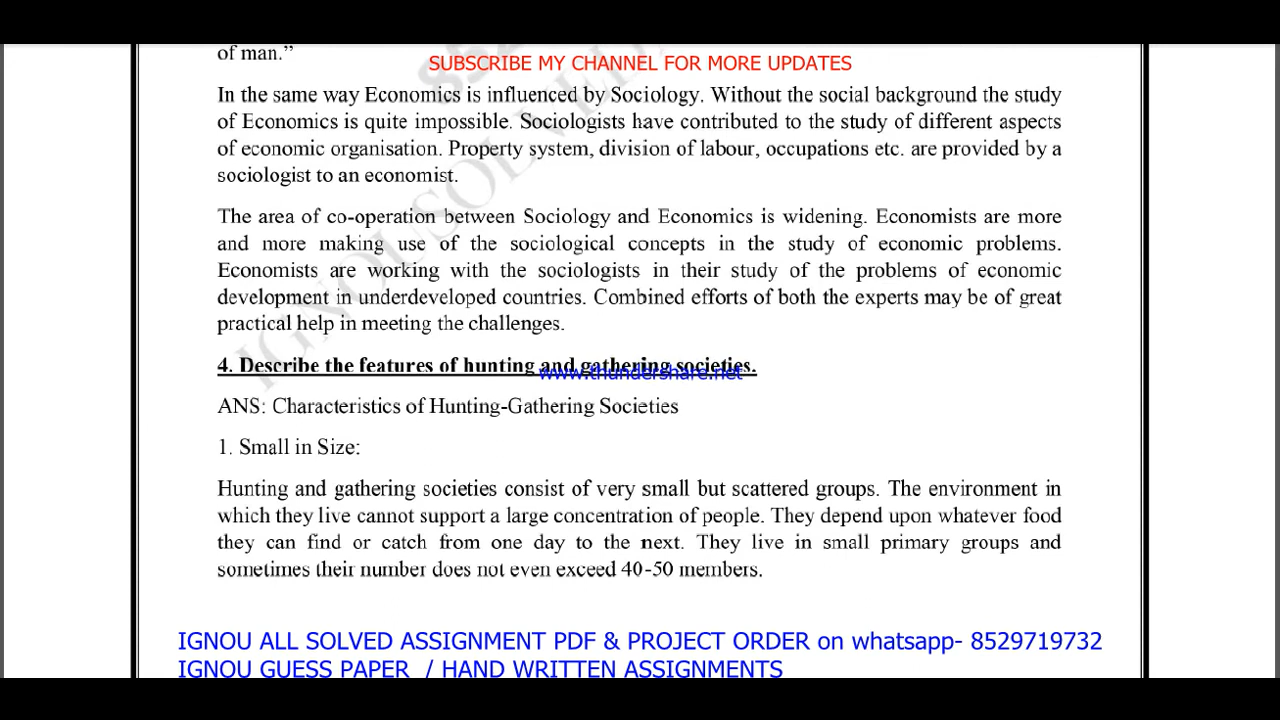 of man.”
SUBSCRIBE MY CHANNEL FOR MORE UPDATES
In the same way Economics is influenced by Sociology. Without the social background the study
of Economics is quite impossible. Sociologists have contributed to the study of different aspects
of economic organisation. Property system, division of labour, occupations etc. are provided by a
sociologist to an economist.
The area of co-operation between Sociology and Economics is widening. Economists are more
and more making use of the sociological concepts in the study of economic problems.
Economists are working with the sociologists in their study of the problems of economic
development in underdeveloped countries. Combined efforts of both the experts may be of great
practical help in meeting the challenges.
4. Describe the features of hunting and gathering societies.
www.thundershare.net
ANS: Characteristics of Hunting-Gathering Societies
1. Small in Size:
Hunting and gathering societies consist of very small but scattered groups. The environment in
which they live cannot support a large concentration of people. They depend upon whatever food
they can find or catch from one day to the next. They live in small primary groups and
sometimes their number does not even exceed 40-50 members.
IGNOU ALL SOLVED ASSIGNMENT PDF & PROJECT ORDER on whatsapp- 8529719732
IGNOU GUESS PAPER / HAND WRITTEN ASSIGNMENTS